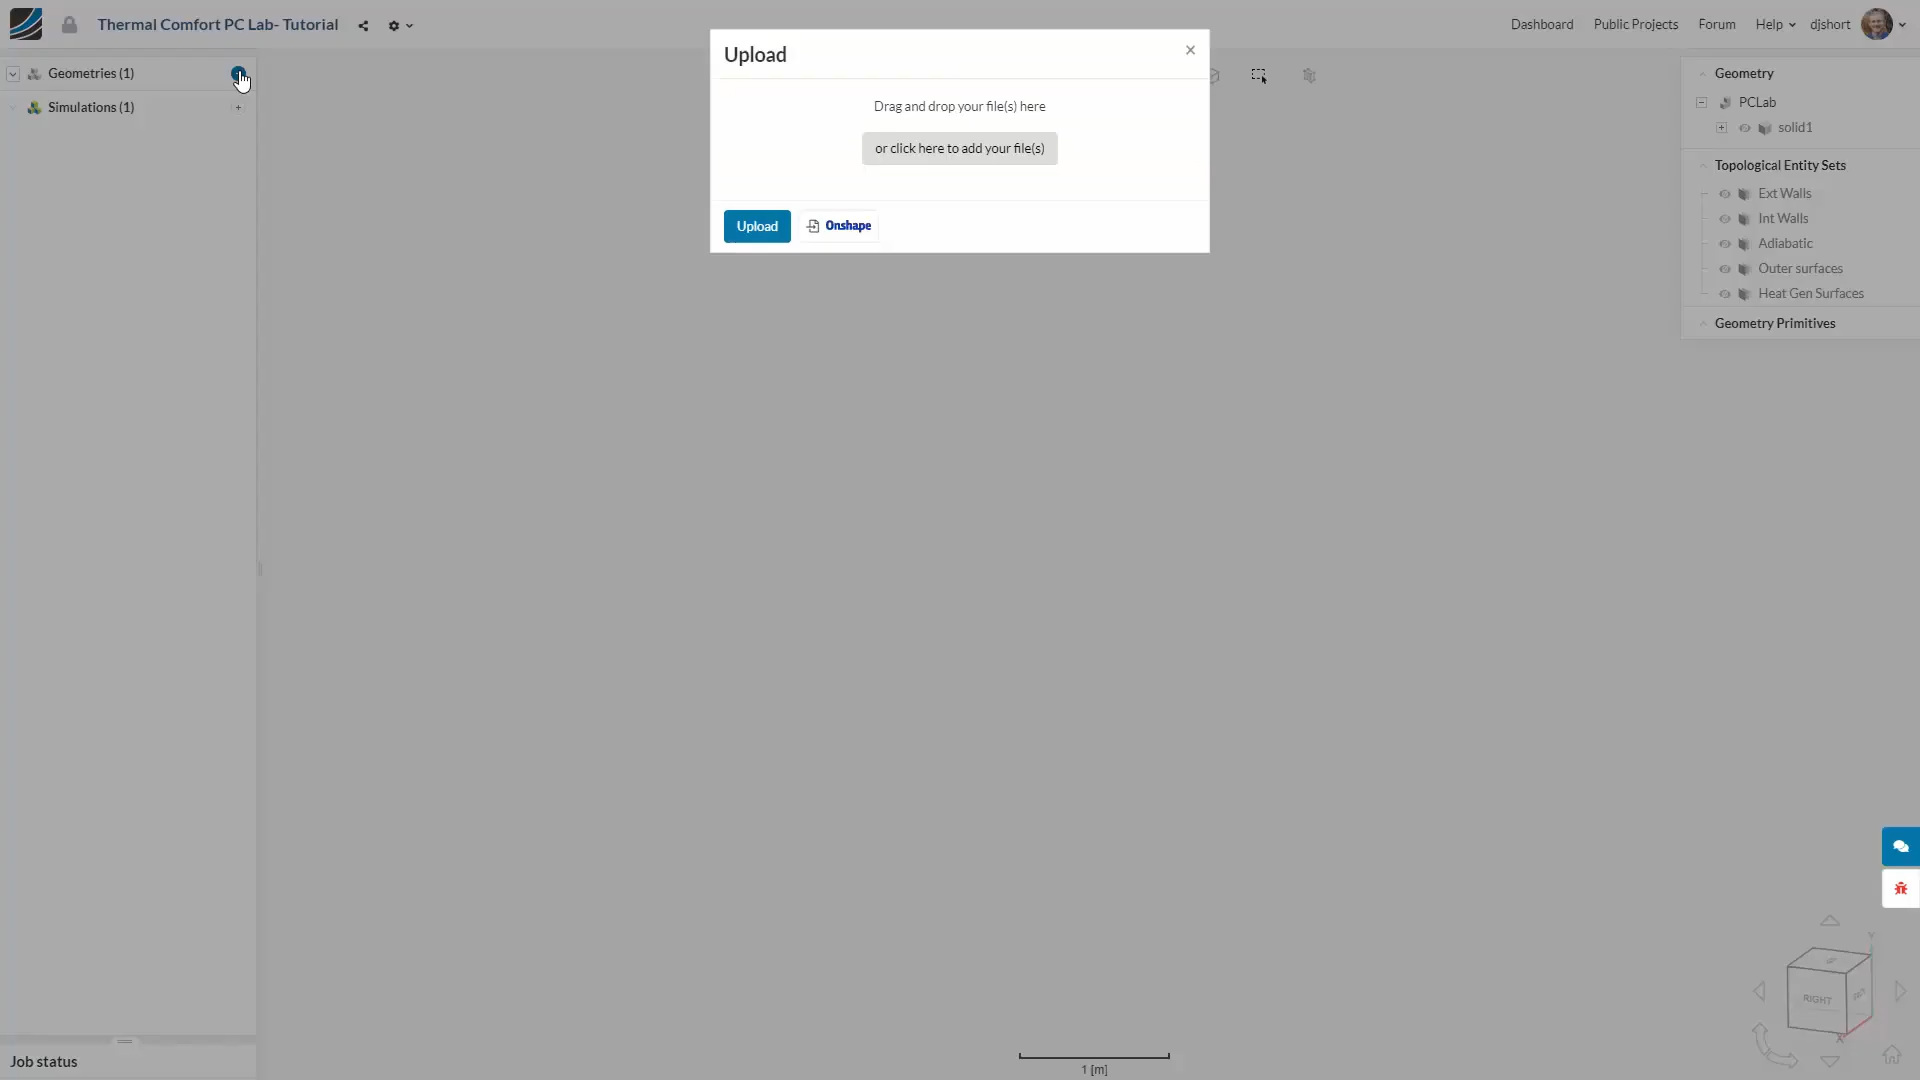 Thermal Comfort PC Lab- Tutorial
Dashboard
Public Projects
Forum
Help
djshort
Geometries (1)
Simulations (1)
+
Upload
×
Drag and drop your file(s) here
or click here to add your file(s)
Upload
Onshape
Geometry
PCLab
solid1
Topological Entity Sets
Ext Walls
Int Walls
Adiabatic
Outer surfaces
Heat Gen Surfaces
Geometry Primitives
Y
RIGHT
X
Job status
1 [m]